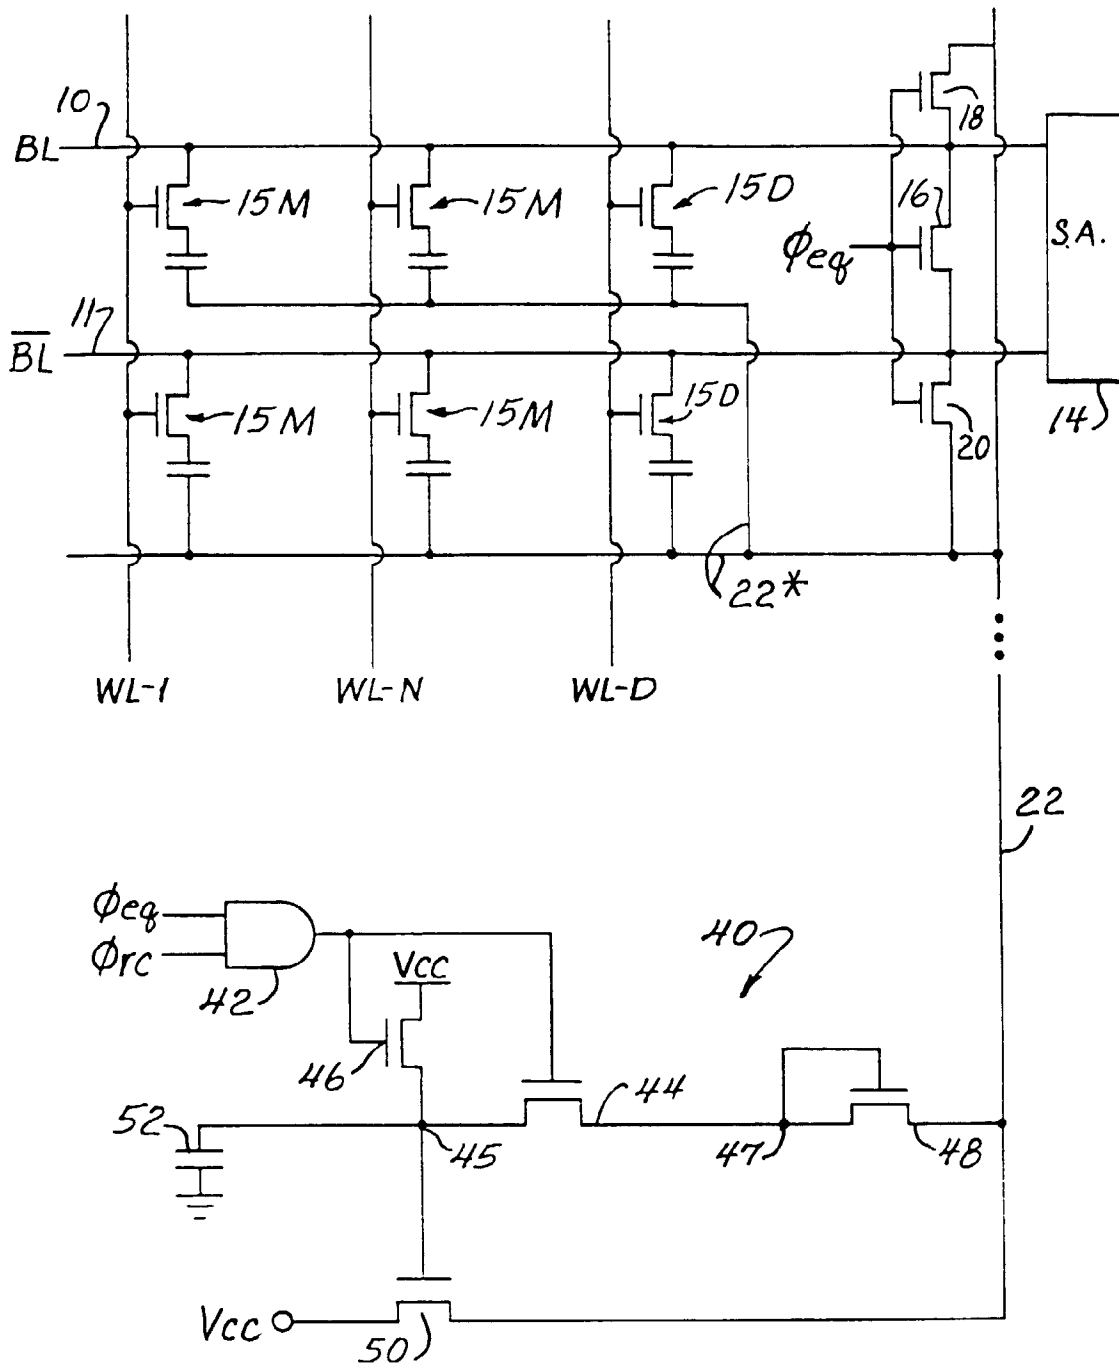 10
18
BL
15M
15M
15D
16
S.A.
ϕeq
11
B̅L̅
15M
15M
15D
14
20
22*
WL-1
WL-N
WL-D
22
ϕeq
ϕrc
40
42
Vcc
46
44
52
45
47
48
Vcc
50